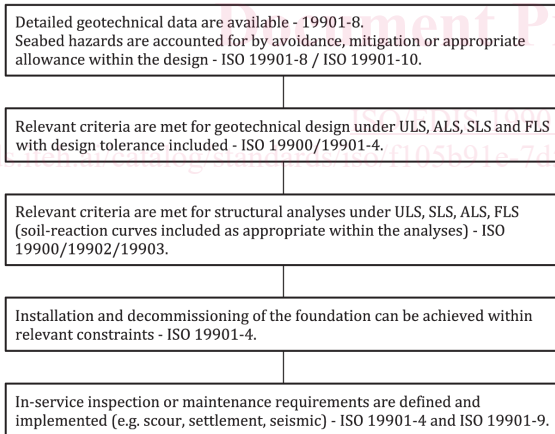 Document P
Detailed geotechnical data are available - 19901-8.
Seabed hazards are accounted for by avoidance, mitigation or appropriate
allowance within the design - ISO 19901-8 / ISO 19901-10.
Relevant criteria are met for geotechnical design under ULS, ALS, SLS and FLS
with design tolerance included - ISO 19900/19901-4.
Relevant criteria are met for structural analyses under ULS, SLS, ALS, FLS
(soil-reaction curves included as appropriate within the analyses) - ISO
19900/19902/19903.
Installation and decommissioning of the foundation can be achieved within
relevant constraints - ISO 19901-4.
In-service inspection or maintenance requirements are defined and
implemented (e.g. scour, settlement, seismic) - ISO 19901-4 and ISO 19901-9.